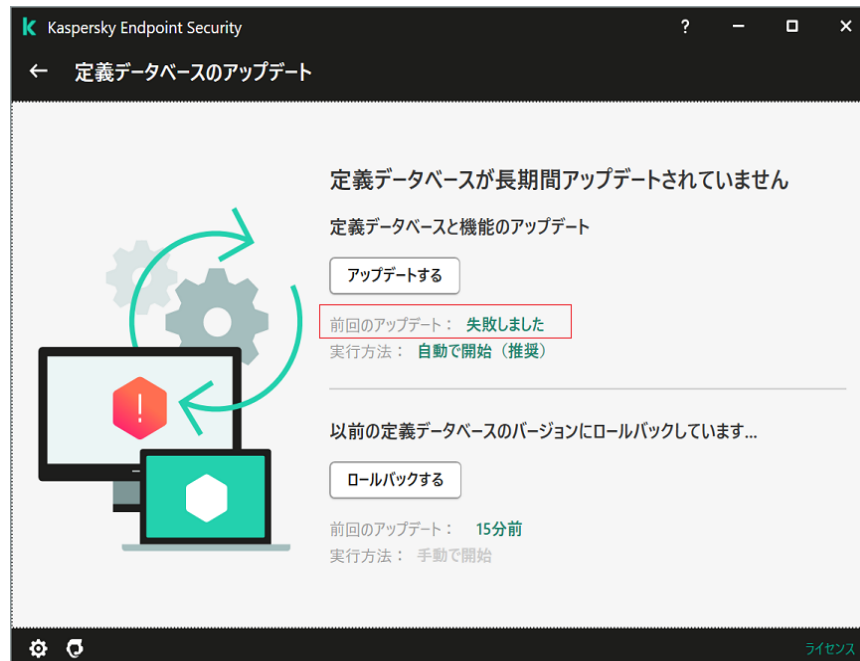 Kaspersky Endpoint Security
定義データベースのアップデート
定義データベースが長期間アップデートされていません
定義データベースと機能のアップデート
アップデートする
前回のアップデート： 失敗しました
実行方法： 自動で開始（推奨）
以前の定義データベースのバージョンにロールバックしています...
ロールバックする
前回のアップデート： 15分前
実行方法： 手動で開始
ライセンス